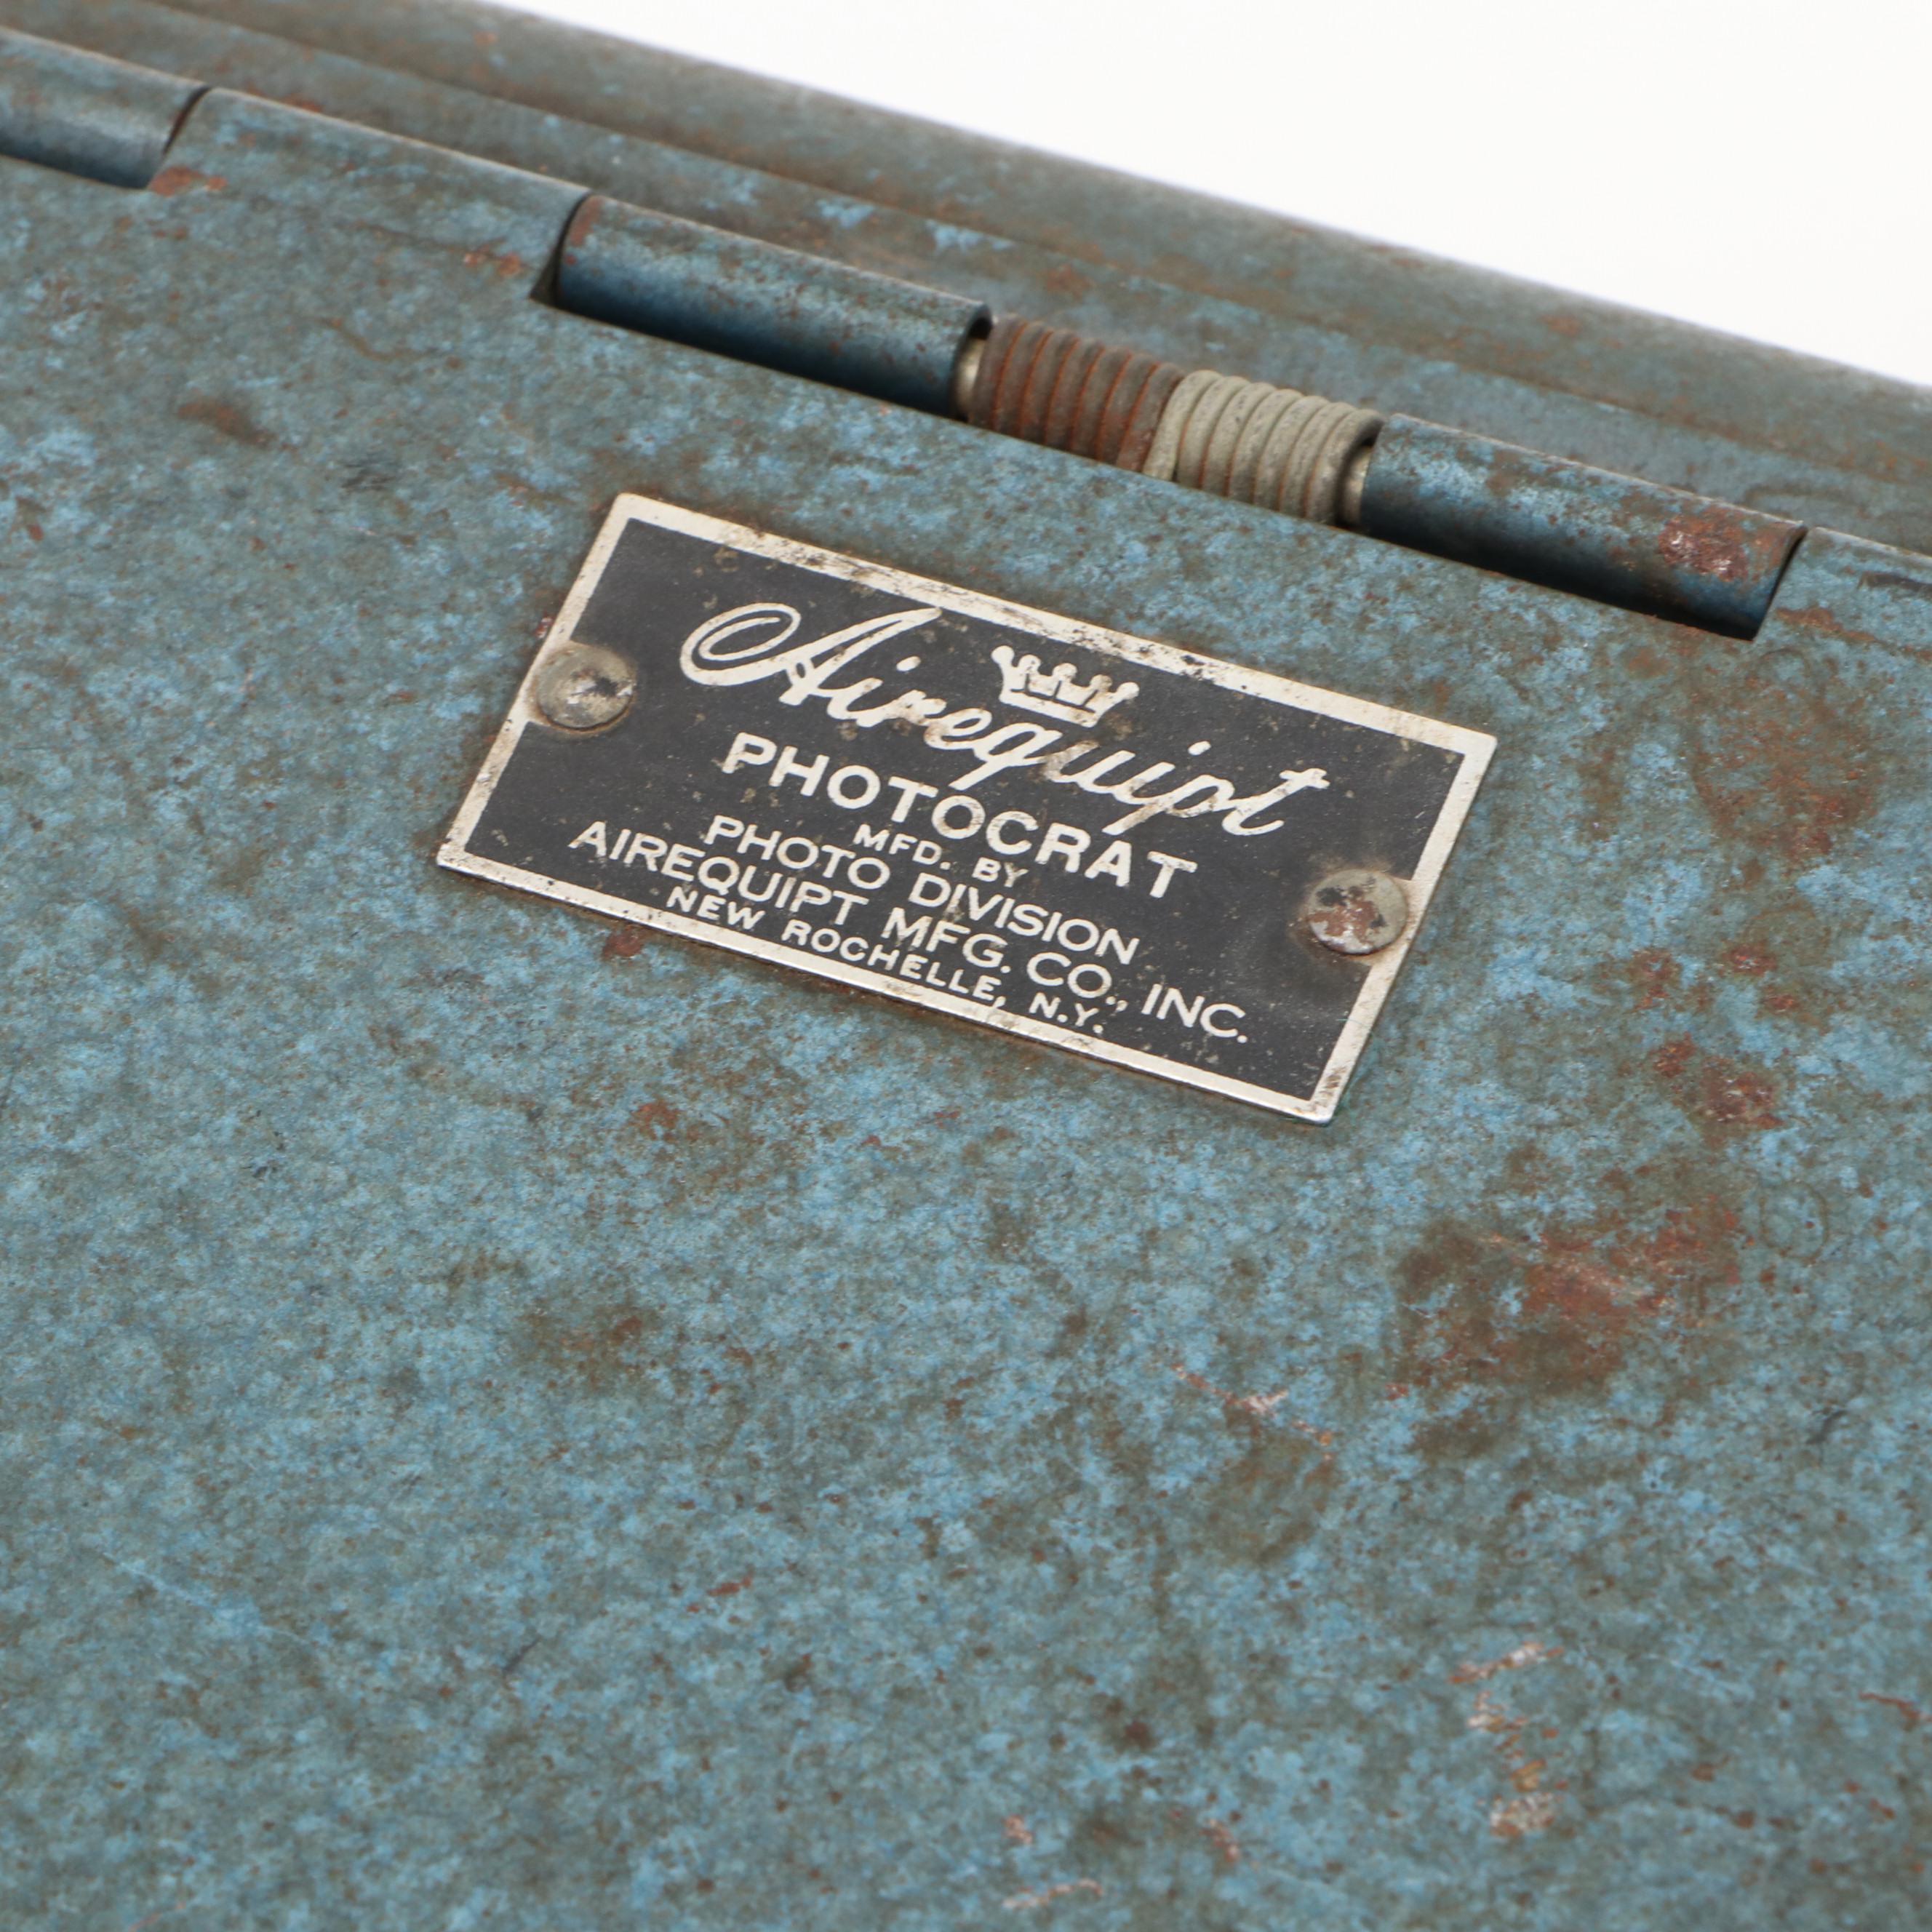 Airequipt
PHOTOCRAT
MFD. BY
PHOTO DIVISION
AIREQUIPT MFG. CO., INC.
NEW ROCHELLE, N.Y.